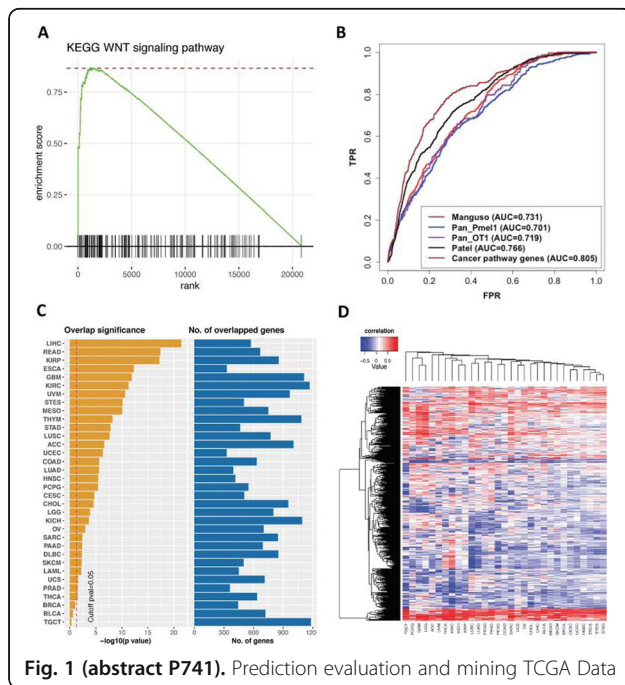 A
KEGG WNT signaling pathway
enrichment score
0.75
0.50
0.25
0.00
0
5000
10000
15000
20000
rank
B
TPR
1.0
0.8
0.6
0.4
0.2
0.0
Manguso (AUC=0.731)
Pan_Pmel1 (AUC=0.701)
Pan_OT1 (AUC=0.719)
Patel (AUC=0.766)
Cancer pathway genes (AUC=0.805)
0.0 0.2 0.4 0.6 0.8 1.0
FPR
C
Overlap significance
No. of overlapped genes
LIHC
READ
KIRP
ESCA
GBM
KIRC
UVM
STES
MESO
THYM
STAD
LUSC
ACC
UCEC
COAD
LUAD
HNSC
PCPG
CESC
CHOL
LGG
KICH
OV
SARC
PAAD
DLBC
SKCM
LAML
UCS
PRAD
THCA
BRCA
BLCA
TGCT
Cutoff pval=0.05
0 5 10 15 20
−log10(p value)
0 300 600 900 1200
No. of genes
D
correlation
−0.5 0 0.5
Value
Fig. 1 (abstract P741). Prediction evaluation and mining TCGA Data